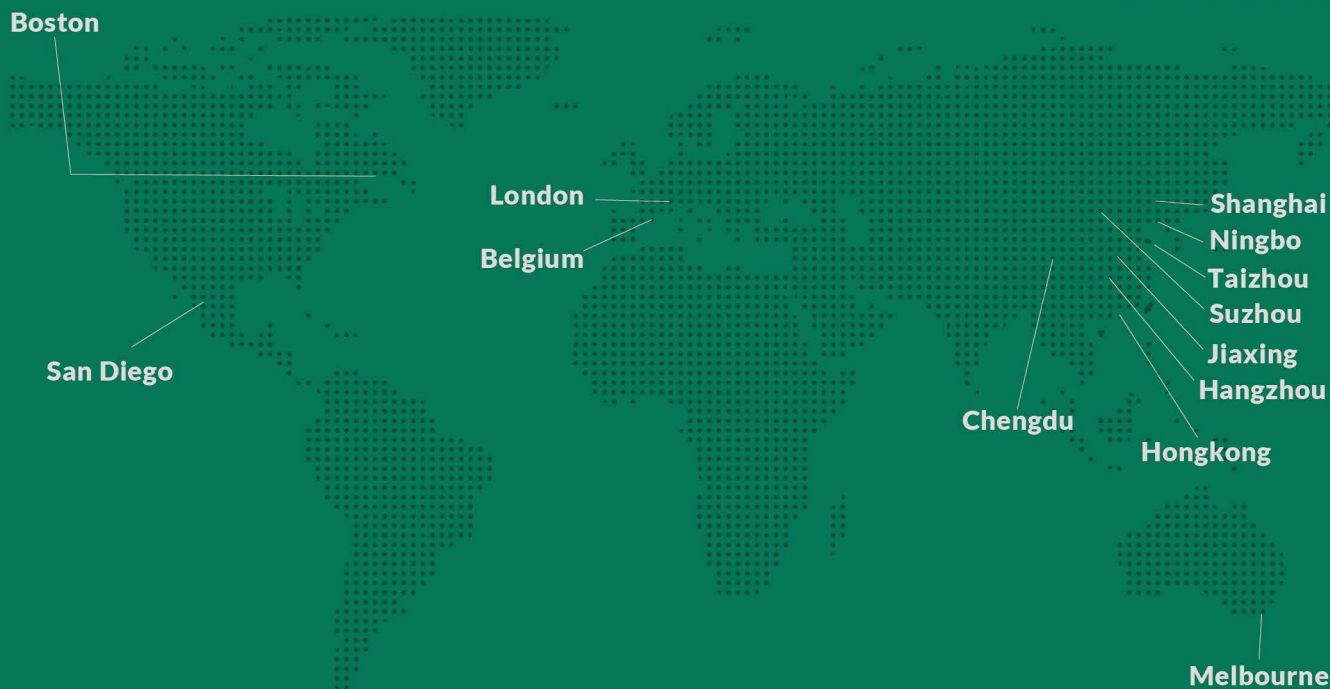 Boston
London
Shanghai
Ningbo
Belgium
Taizhou
Suzhou
Jiaxing
San Diego
Hangzhou
Chengdu
Hongkong
Melbourne